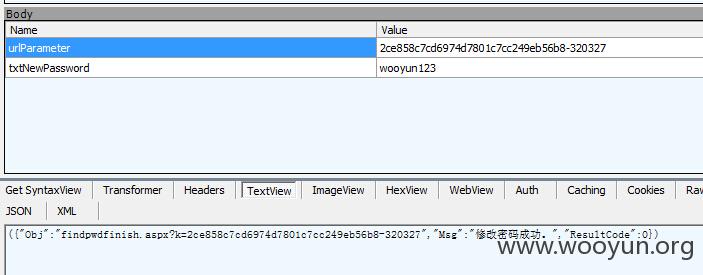 Body
Name Value
urlParameter 2ce858c7cd6974d7801c7cc249eb56b8-320327
txtNewPassword wooyun123
Get SyntaxView Transformer Headers TextView ImageView HexView WebView Auth Caching Cookies Raw
JSON XML
({"Obj":"findpwdfinish.aspx?k=2ce858c7cd6974d7801c7cc249eb56b8-320327","Msg":"修改密码成功。","ResultCode":0})
www.wooyun.org